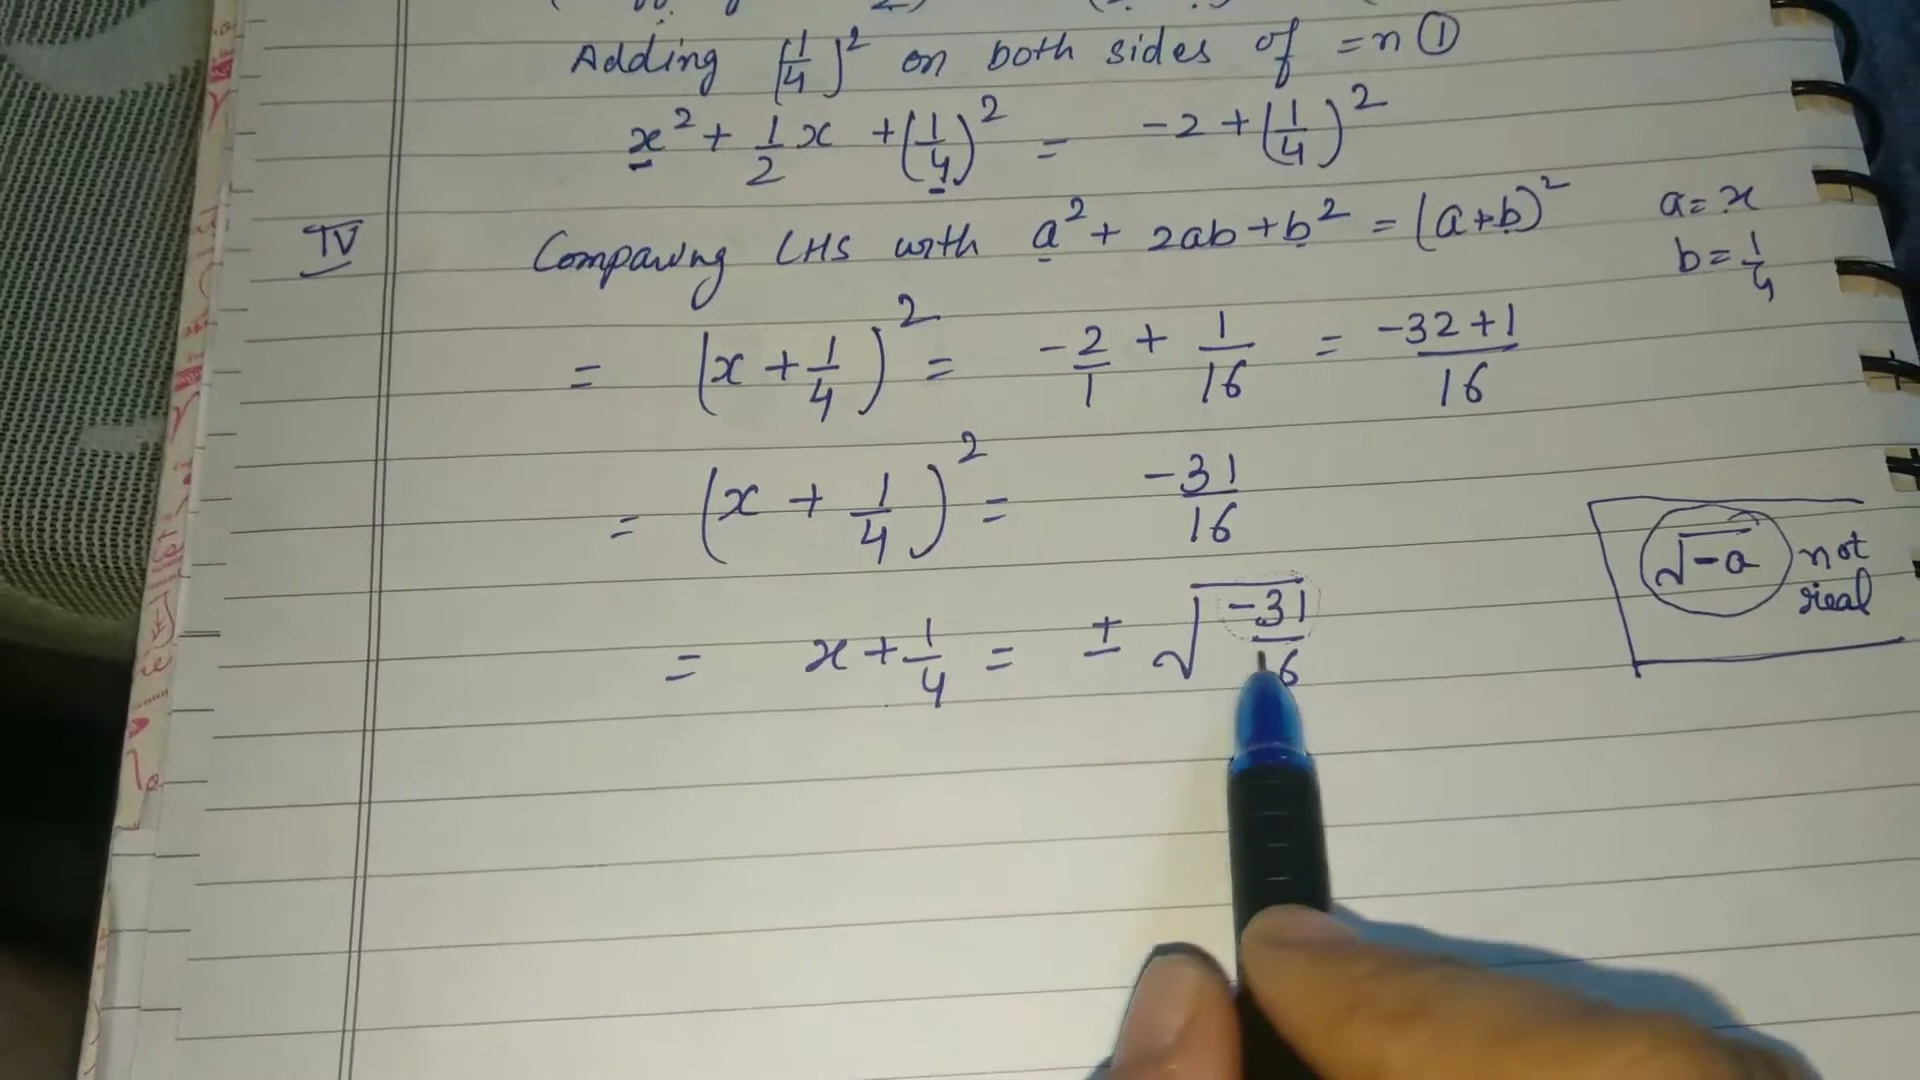 Adding (1/4)² on both sides of =n ①
x² + 1/2 x + (1/4)² = -2 + (1/4)²
IV Comparing LHS with a² + 2ab + b² = (a+b)² a = x
b = 1/4
= (x + 1/4)² = -2/1 + 1/16 = -32+1/16
= (x + 1/4)² = -31/16
√-a not real
= x + 1/4 = ± √-31/16